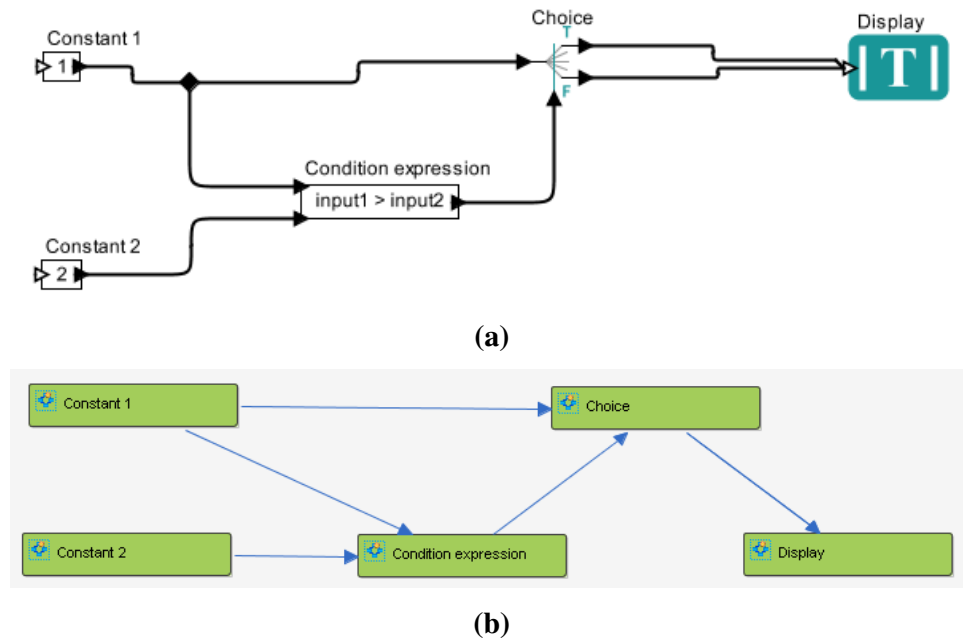 Choice
Display
Constant 1
T
1
T
F
Condition expression
input1 > input2
Constant 2
2
(a)
Constant 1
Choice
Constant 2
Condition expression
Display
(b)